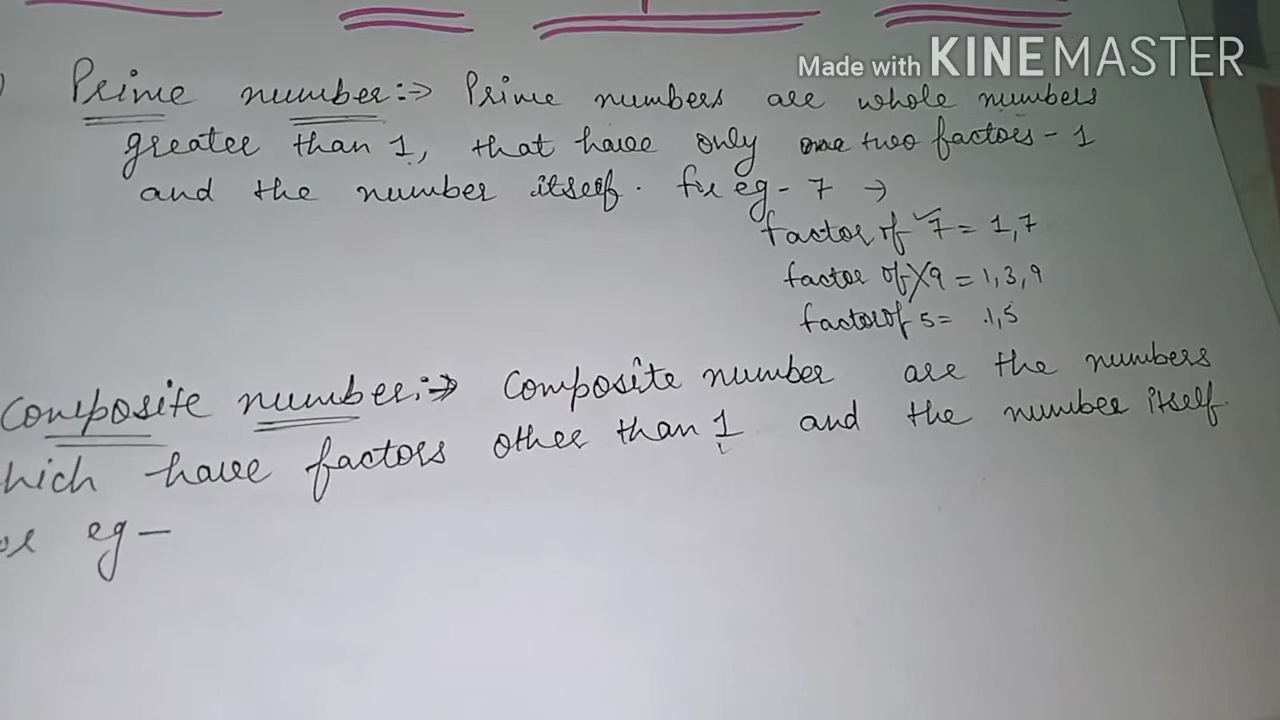 Made with KINEMASTER
Prime number:⇒ Prime numbers are whole numbers
greater than 1, that have only one two factors - 1
and the number itself. for eg - 7 →
factor of 7 = 1,7
factor of 9 = 1,3,9
factor of 5 = 1,5
Composite number:⇒ Composite number are the numbers
hich have factors other than 1 and the number itself.
or eg -